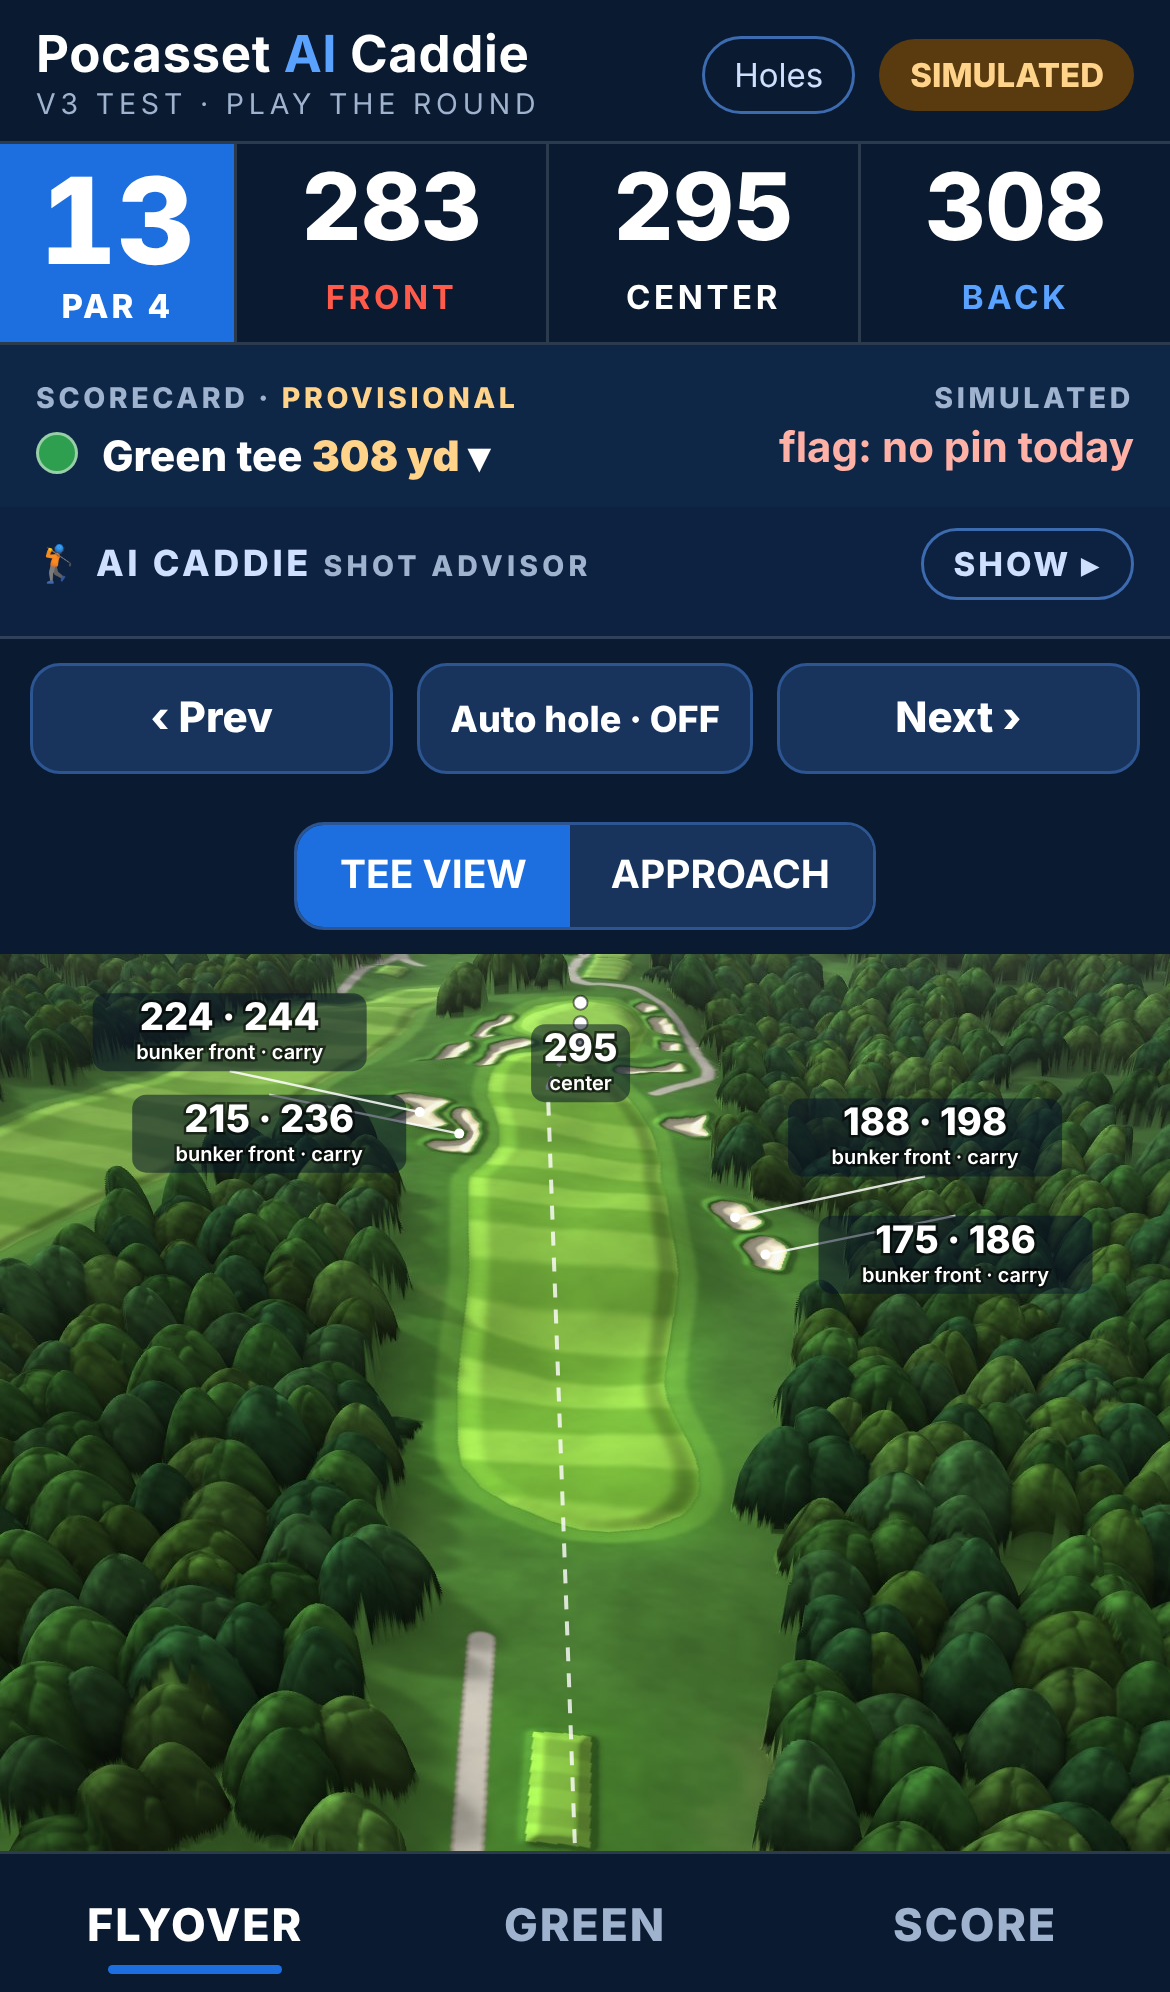 Pocasset AI Caddie
V3 TEST · PLAY THE ROUND
Holes
SIMULATED
13
PAR 4
283
FRONT
295
CENTER
308
BACK
SCORECARD · PROVISIONAL
Green tee 308 yd ▾
SIMULATED
flag: no pin today
AI CADDIE SHOT ADVISOR
SHOW ▸
‹ Prev
Auto hole · OFF
Next ›
TEE VIEW
APPROACH
224 · 244
bunker front · carry
295
center
215 · 236
bunker front · carry
188 · 198
bunker front · carry
175 · 186
bunker front · carry
FLYOVER
GREEN
SCORE